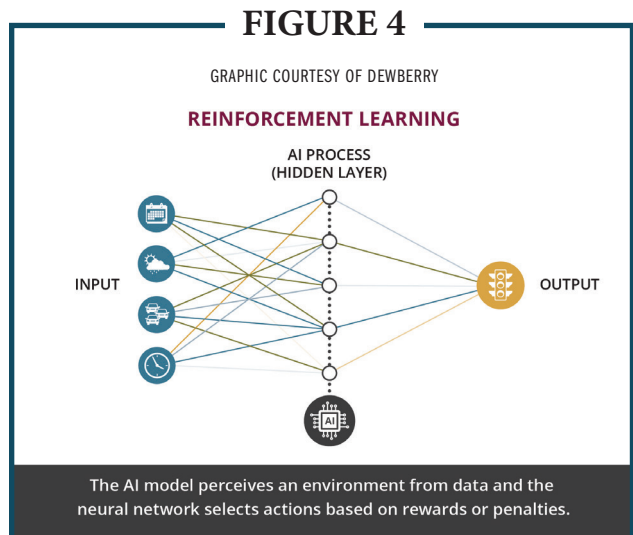 FIGURE 4
GRAPHIC COURTESY OF DEWBERRY
REINFORCEMENT LEARNING
AI PROCESS
(HIDDEN LAYER)
INPUT
OUTPUT
AI
The AI model perceives an environment from data and the
neural network selects actions based on rewards or penalties.